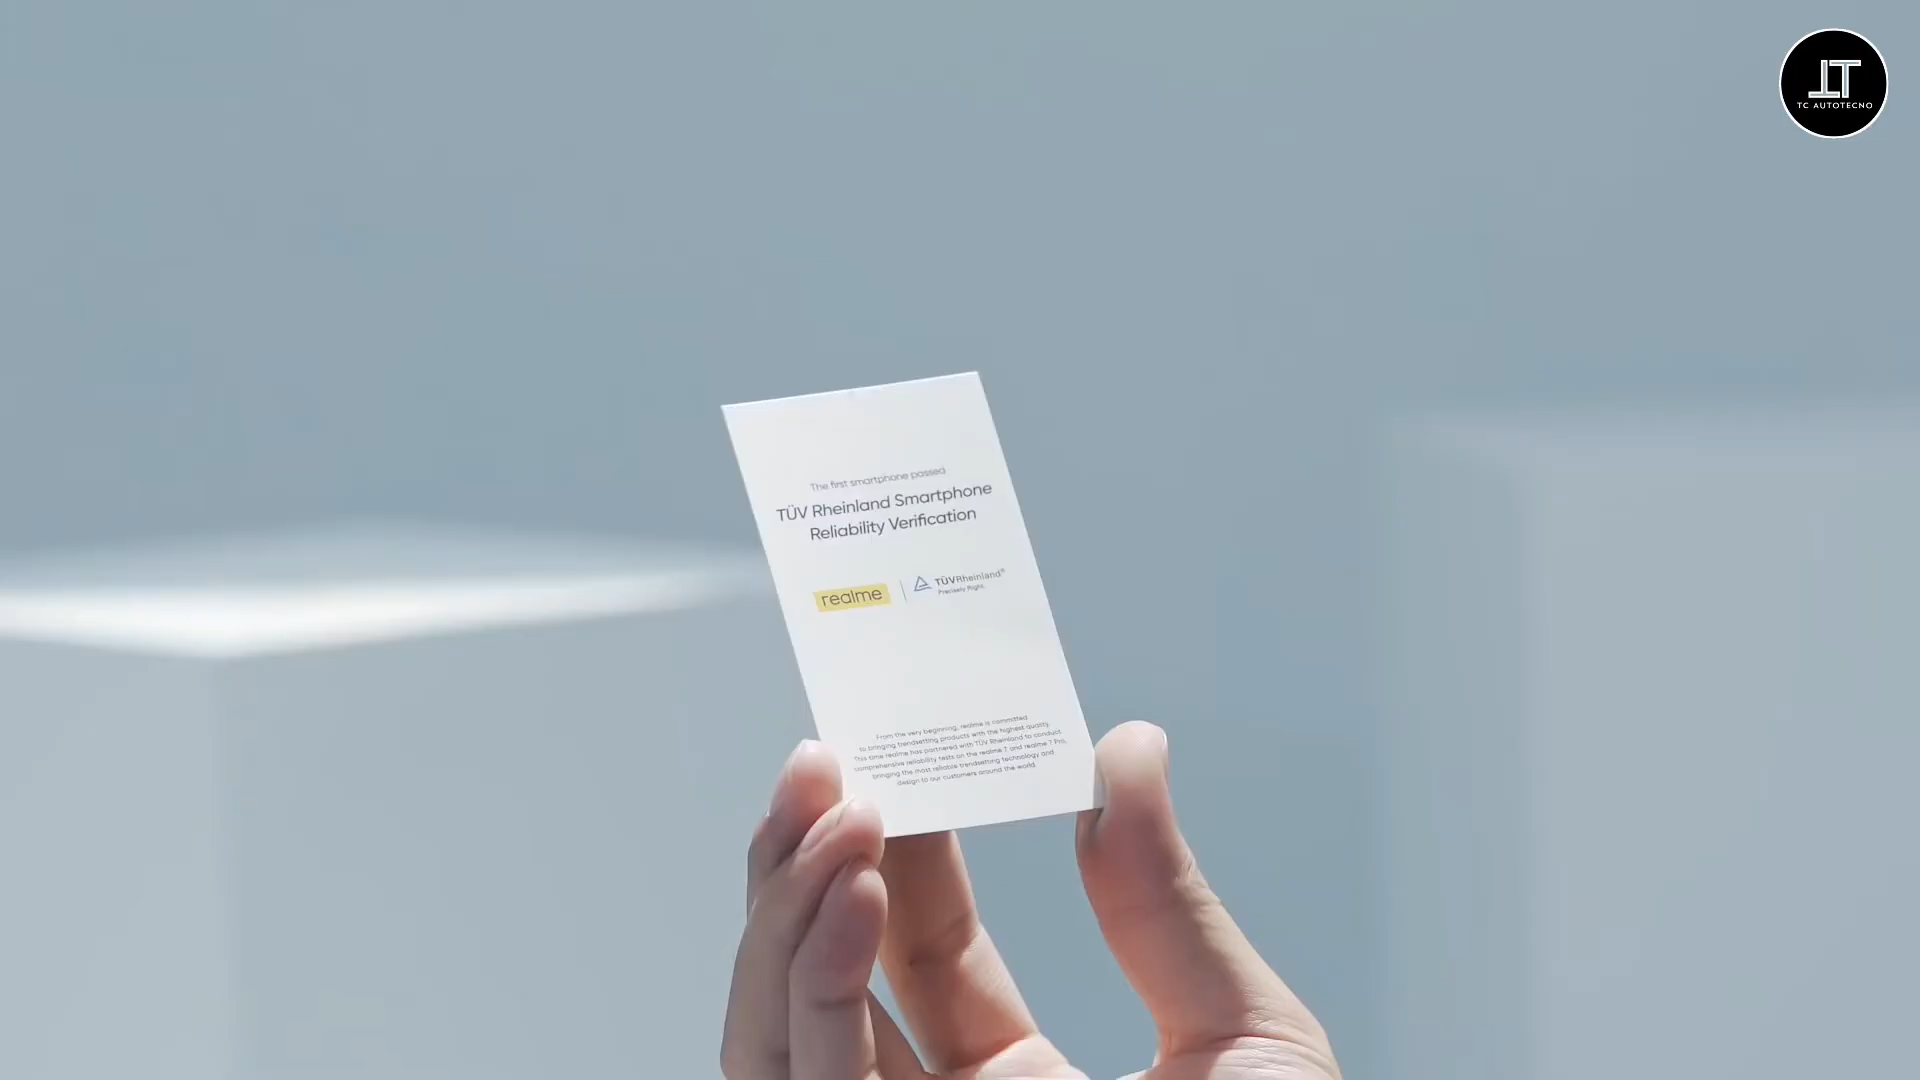 TC AUTOTECNO
The first smartphone passed
TÜV Rheinland Smartphone
Reliability Verification
realme
TÜVRheinland®
Precisely Right.
From the very beginning, realme is committed
to bringing trendsetting products with the highest quality.
This time realme has partnered with TÜV Rheinland to conduct
comprehensive reliability tests on the realme 7 and realme 7 Pro,
bringing the most reliable trendsetting technology and
design to our customers around the world.